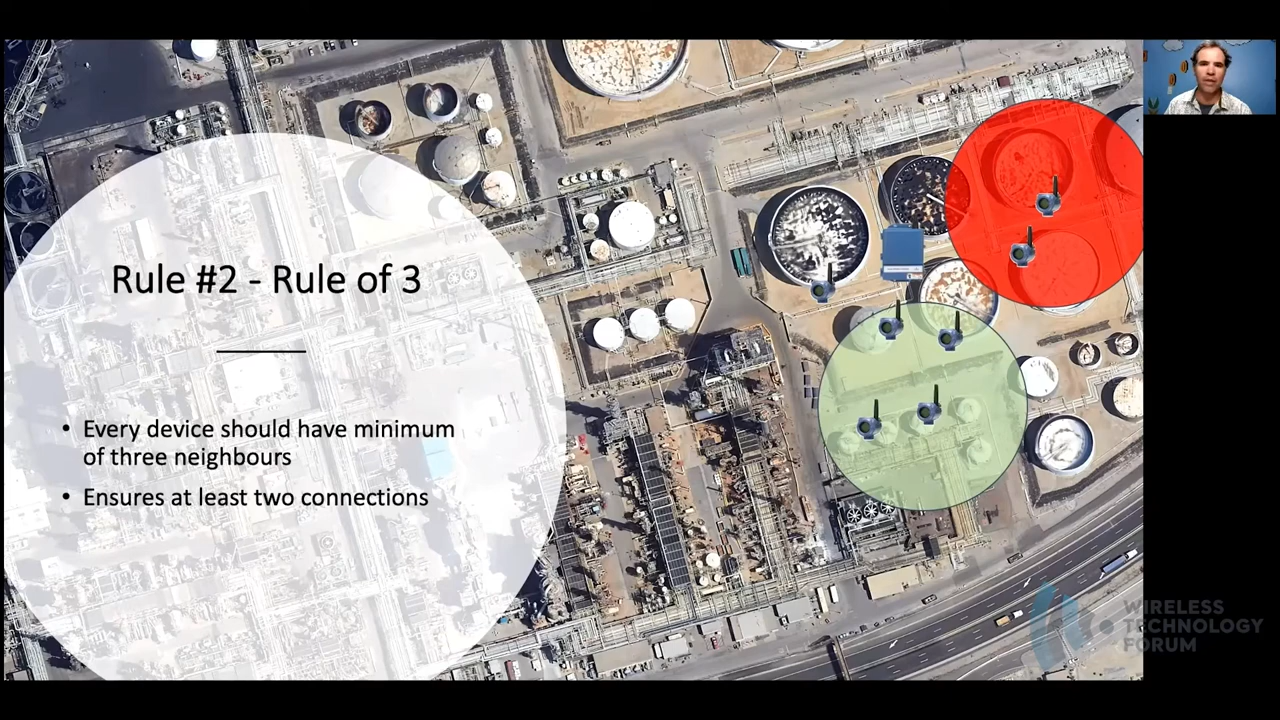 Rule #2 - Rule of 3
• Every device should have minimum
of three neighbours
• Ensures at least two connections
WIRELESS
TECHNOLOGY
FORUM